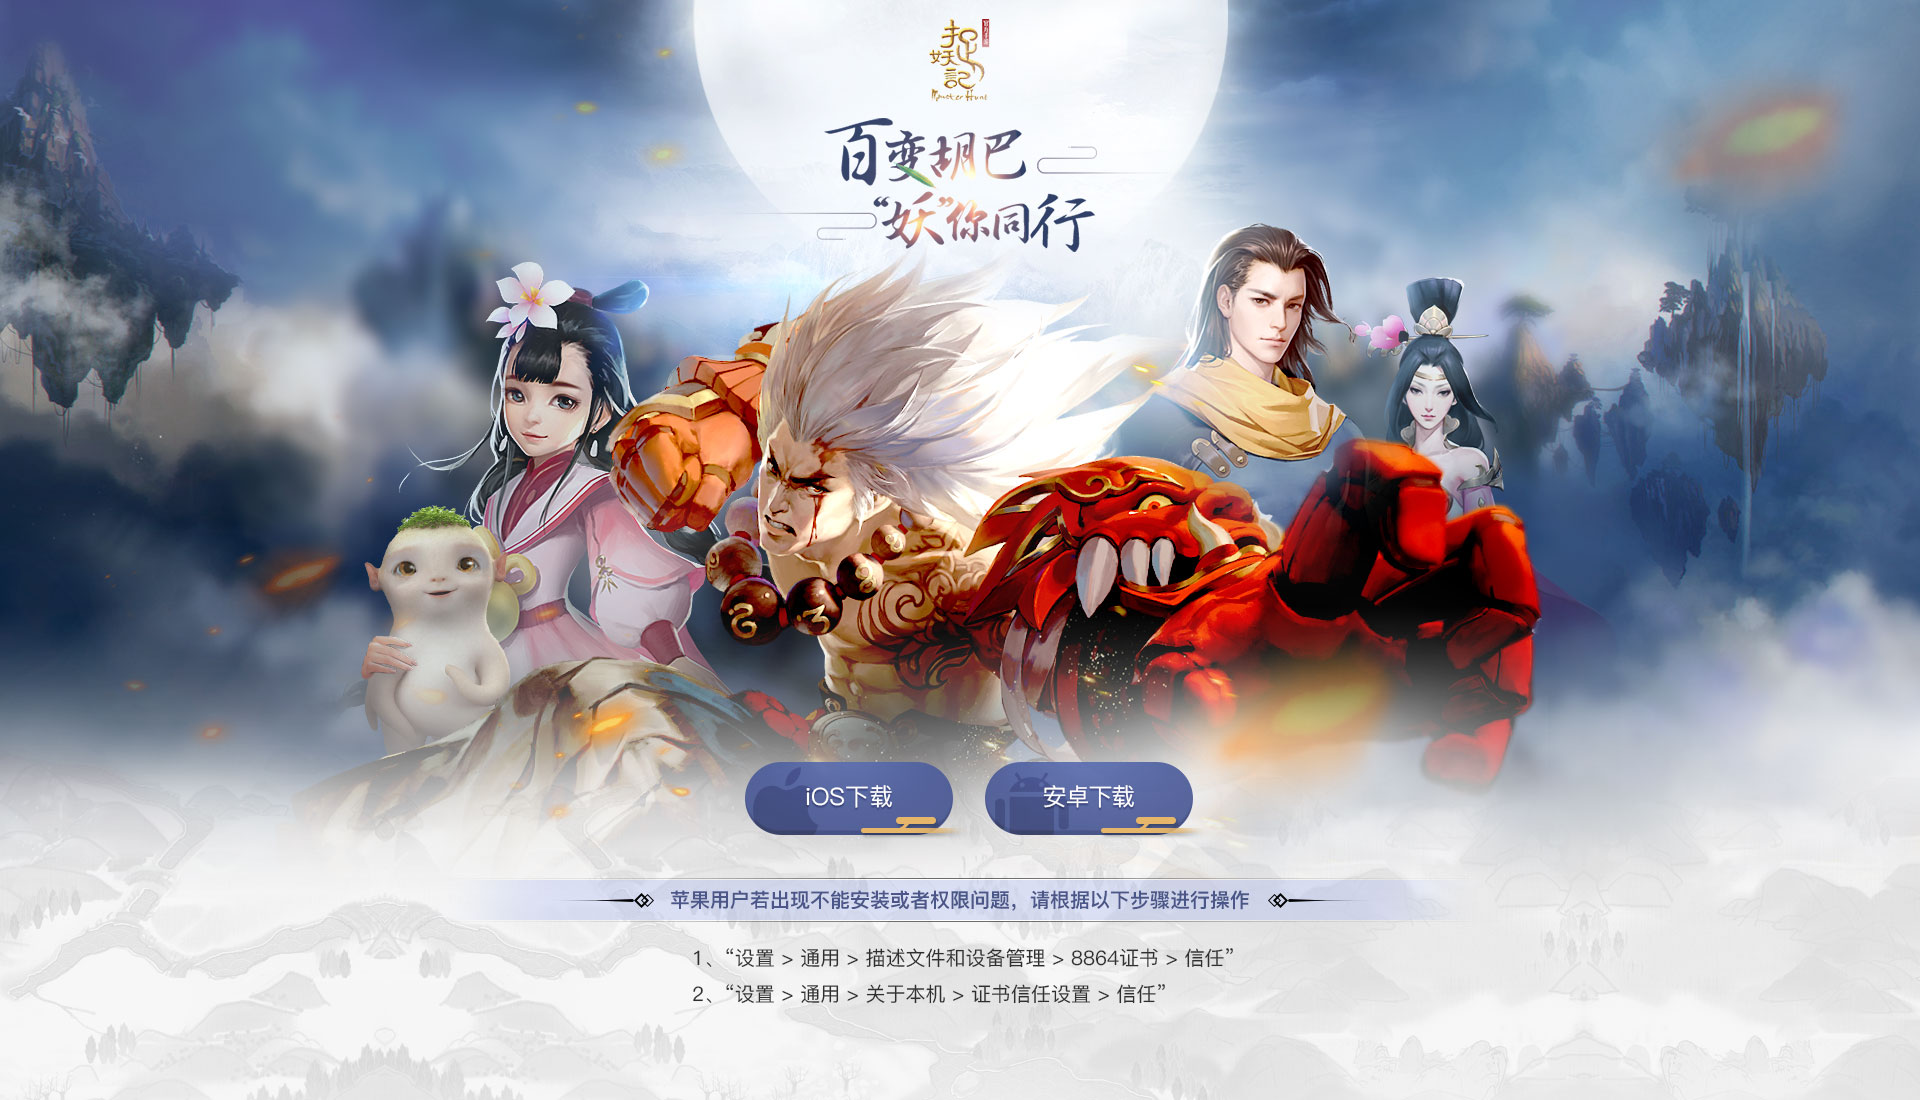 捉妖記
Monster Hunt
百变胡巴
“妖”你同行
iOS下载
安卓下载
苹果用户若出现不能安装或者权限问题，请根据以下步骤进行操作
1、“设置 > 通用 > 描述文件和设备管理 > 8864证书 > 信任”
2、“设置 > 通用 > 关于本机 > 证书信任设置 > 信任”